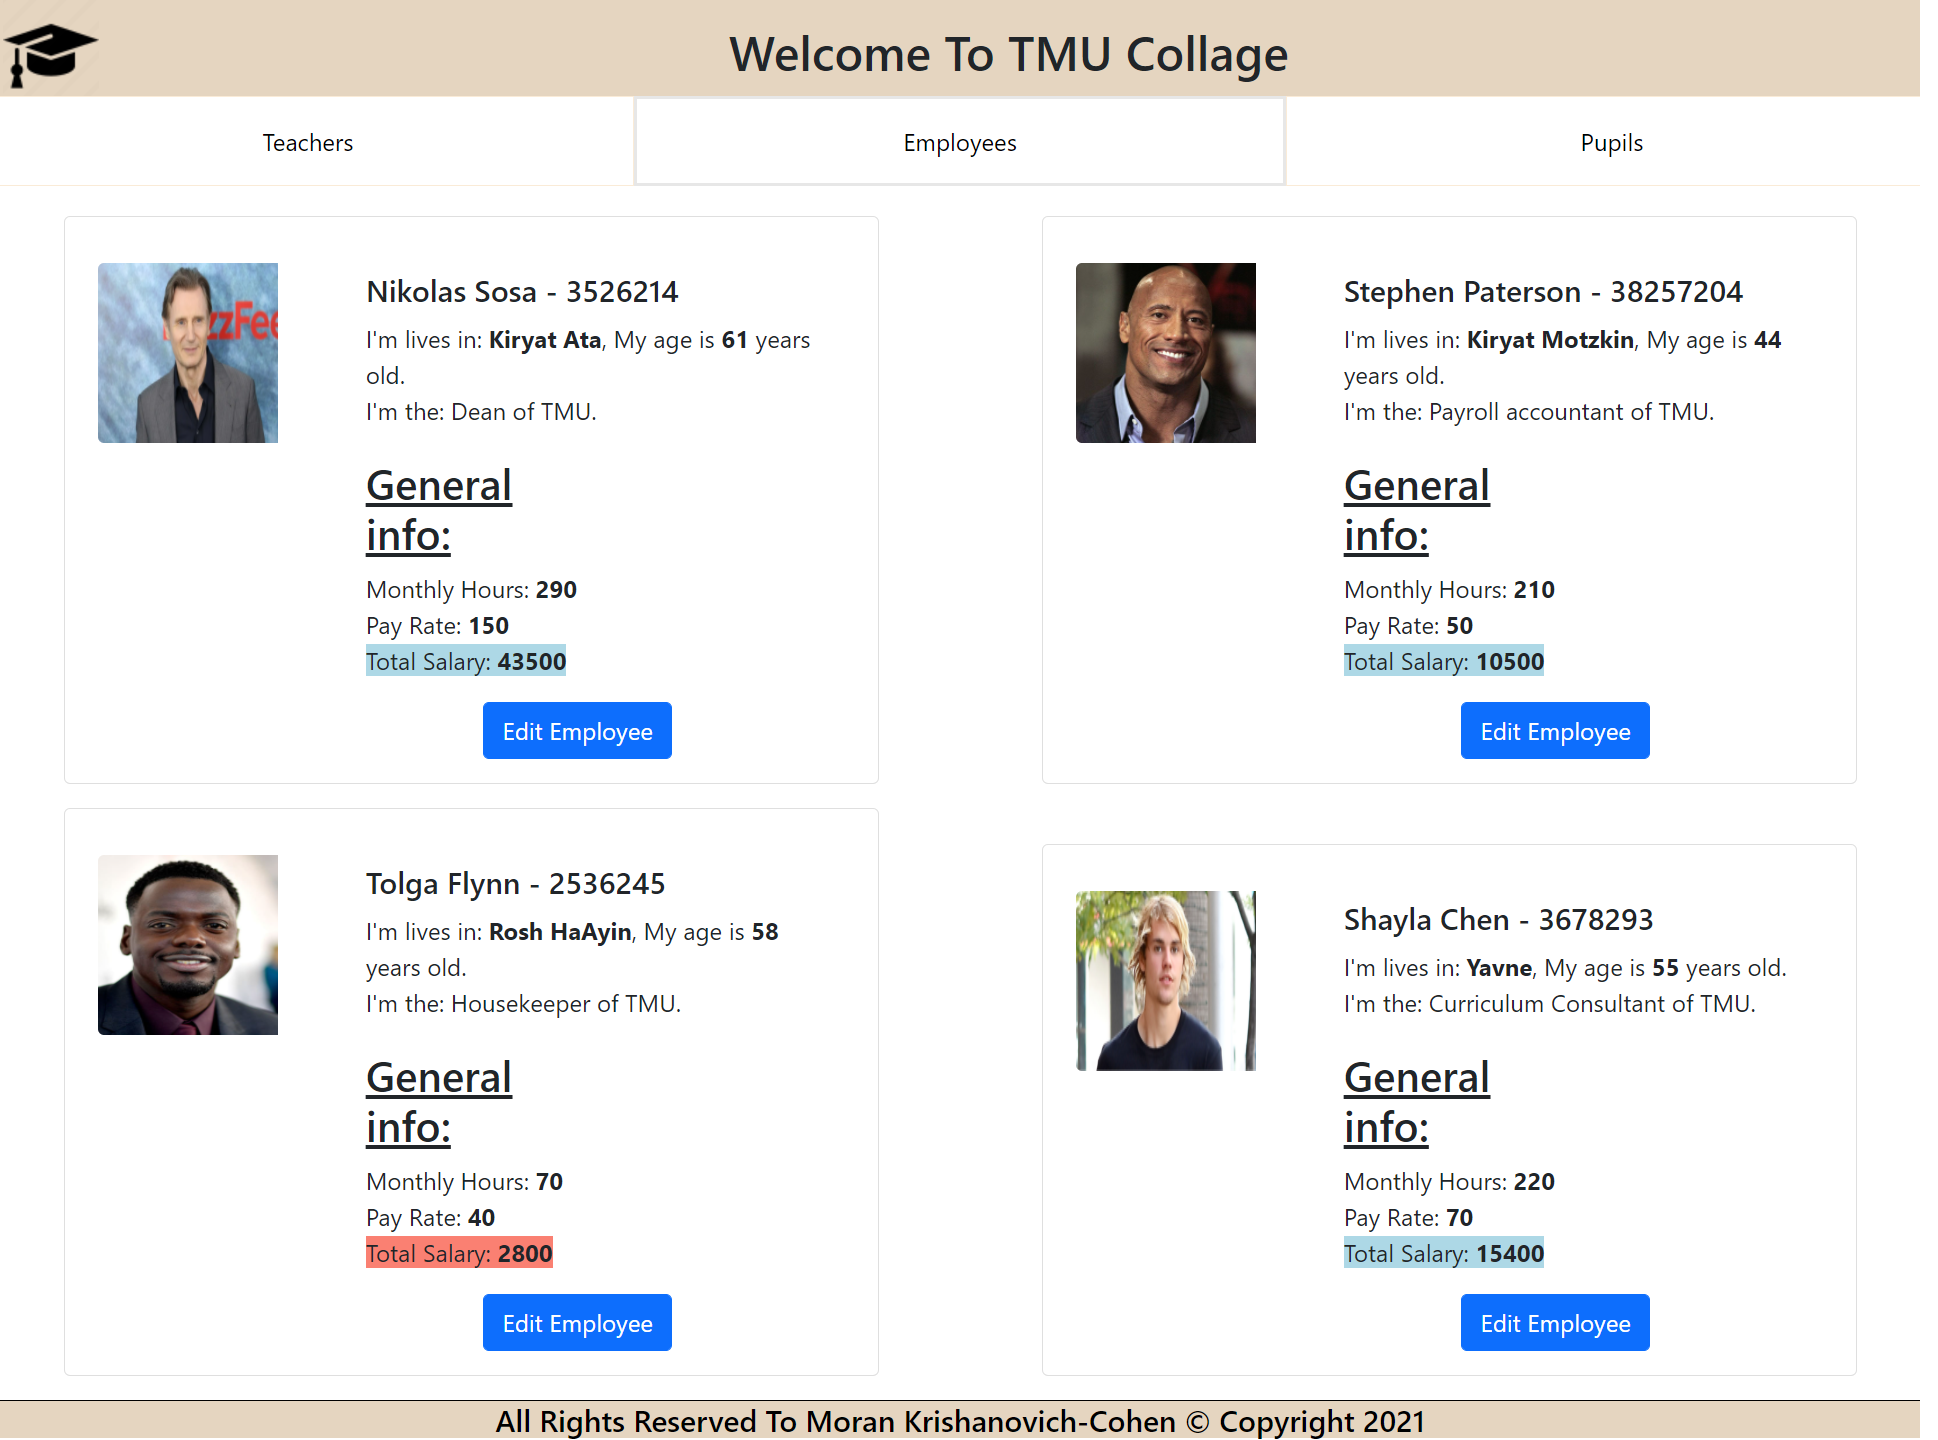 Welcome To TMU Collage
Teachers
Employees
Pupils
zzFee
Nikolas Sosa - 3526214
I'm lives in: Kiryat Ata, My age is 61 years
old.
I'm the: Dean of TMU.
General
info:
Monthly Hours: 290
Pay Rate: 150
Total Salary: 43500
Edit Employee
Stephen Paterson - 38257204
I'm lives in: Kiryat Motzkin, My age is 44
years old.
I'm the: Payroll accountant of TMU.
General
info:
Monthly Hours: 210
Pay Rate: 50
Total Salary: 10500
Edit Employee
Tolga Flynn - 2536245
I'm lives in: Rosh HaAyin, My age is 58
years old.
I'm the: Housekeeper of TMU.
General
info:
Monthly Hours: 70
Pay Rate: 40
Total Salary: 2800
Edit Employee
Shayla Chen - 3678293
I'm lives in: Yavne, My age is 55 years old.
I'm the: Curriculum Consultant of TMU.
General
info:
Monthly Hours: 220
Pay Rate: 70
Total Salary: 15400
Edit Employee
All Rights Reserved To Moran Krishanovich-Cohen © Copyright 2021